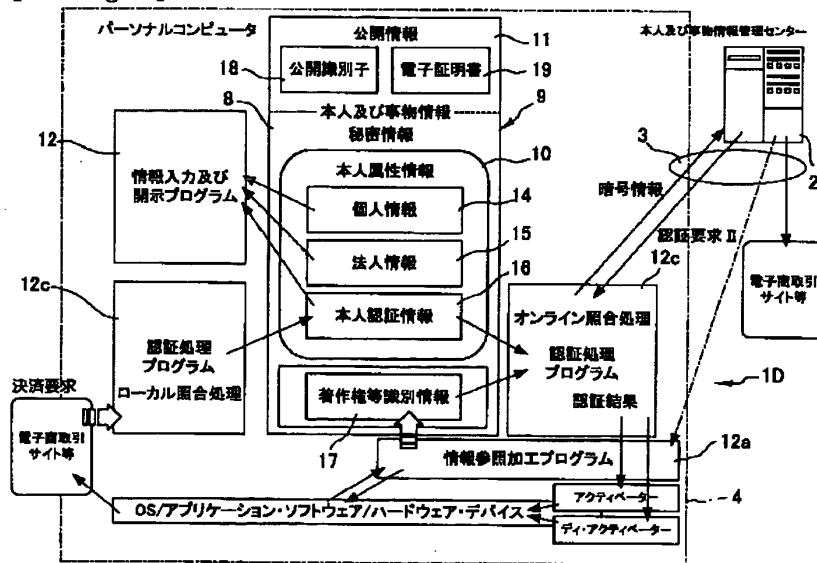 パーソナルコンピュータ
公開情報
11
18
公開識別子
電子証明書
19
本人及び事物情報管理センター
8
本人及び事物情報
9
秘密情報
12
情報入力及び
開示プログラム
10
本人属性情報
個人情報
14
法人情報
15
16
本人認証情報
3
2
暗号情報
認証要求Ⅱ
12c
電子商取引
サイト等
12c
認証処理
プログラム
ローカル照合処理
オンライン照合処理
認証処理
プログラム
認証結果
1D
決済要求
電子商取引
サイト等
著作権等識別情報
17
情報参照加工プログラム
12a
アクティベーター
4
OS/アプリケーション・ソフトウェア/ハードウェア・デバイス
ディ・アクティベーター